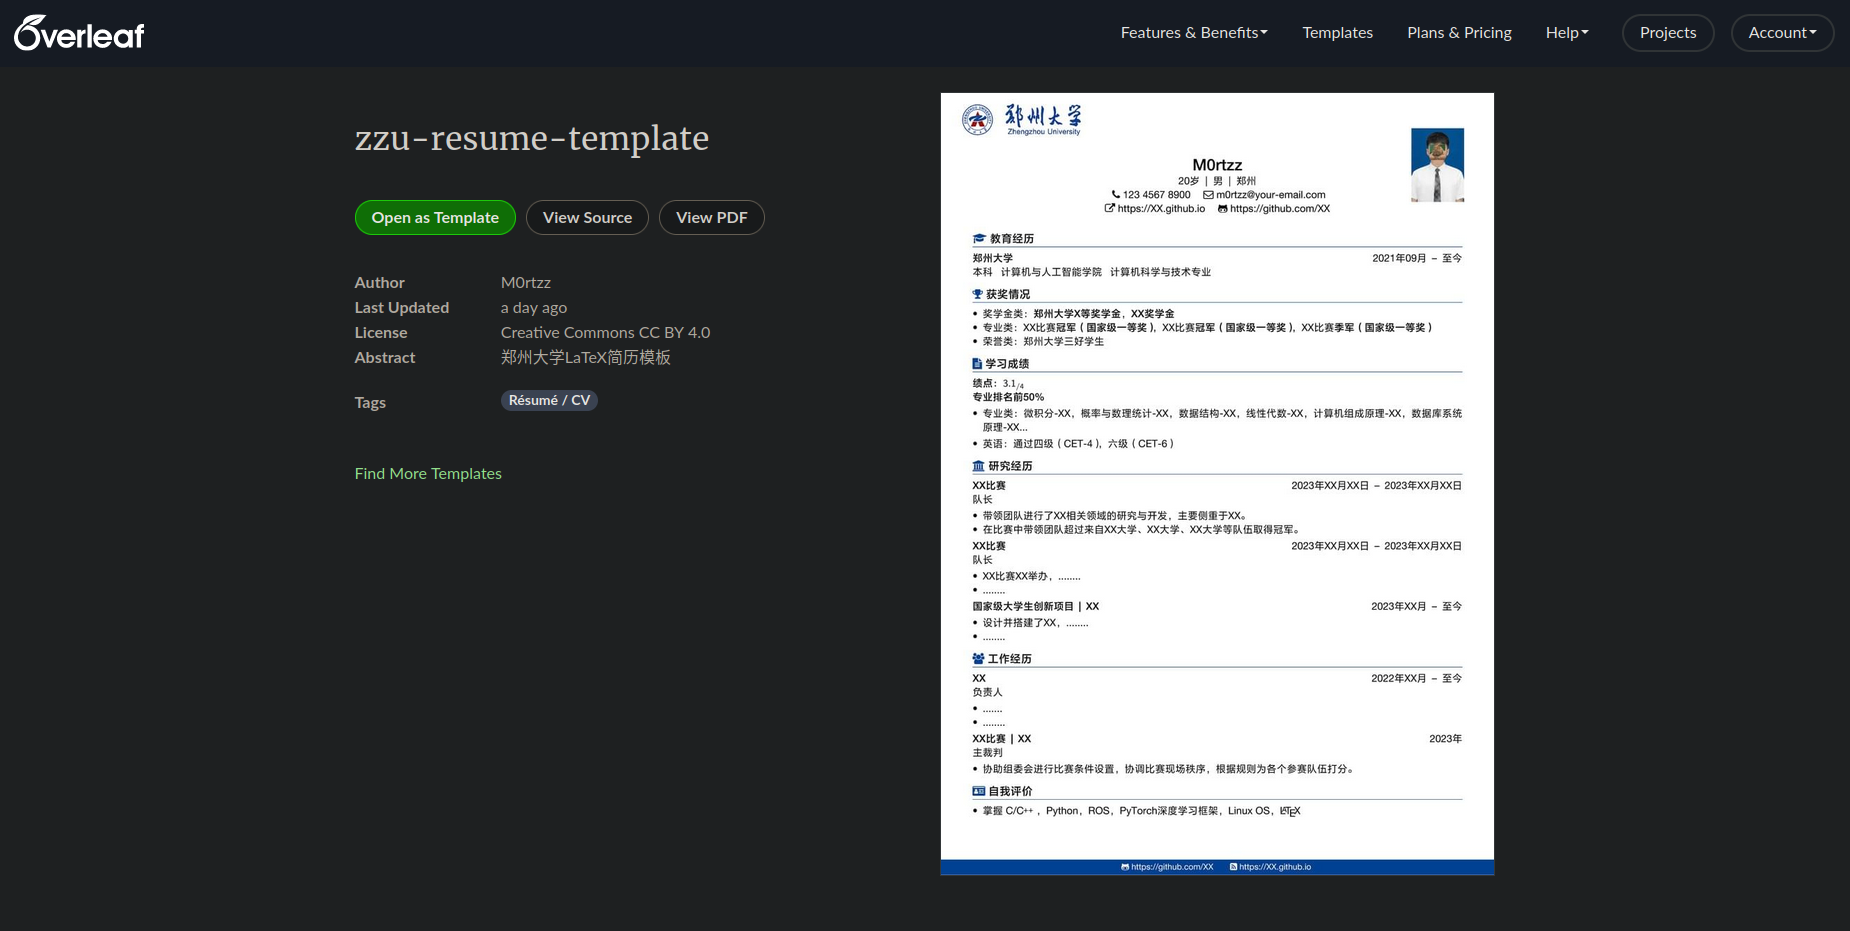 Overleaf
Features & Benefits
Templates
Plans & Pricing
Help
Projects
Account
zzu-resume-template
Open as Template
View Source
View PDF
Author M0rtzz
Last Updated a day ago
License Creative Commons CC BY 4.0
Abstract 郑州大学LaTeX简历模板
Tags Résumé / CV
Find More Templates
郑州大学
Zhengzhou University
M0rtzz
20岁 | 男 | 郑州
123 4567 8900 m0rtzz@your-email.com
https://XX.github.io https://github.com/XX
教育经历
郑州大学 2021年09月 – 至今
本科 计算机与人工智能学院 计算机科学与技术专业
获奖情况
• 奖学金类：郑州大学X等奖学金，XX奖学金
• 专业类：XX比赛冠军（国家级一等奖），XX比赛冠军（国家级一等奖），XX比赛季军（国家级一等奖）
• 荣誉类：郑州大学三好学生
学习成绩
绩点：3.1/4
专业排名前50%
• 专业类：微积分-XX，概率与数理统计-XX，数据结构-XX，线性代数-XX，计算机组成原理-XX，数据库系统
原理-XX...
• 英语：通过四级（CET-4），六级（CET-6）
研究经历
XX比赛 2023年XX月XX日 – 2023年XX月XX日
队长
• 带领团队进行了XX相关领域的研究与开发，主要侧重于XX。
• 在比赛中带领团队超过来自XX大学、XX大学、XX大学等队伍取得冠军。
XX比赛 2023年XX月XX日 – 2023年XX月XX日
队长
• XX比赛XX举办，........
• ........
国家级大学生创新项目 | XX 2023年XX月 – 至今
• 设计并搭建了XX，........
• ........
工作经历
XX 2022年XX月 – 至今
负责人
• .......
• ........
XX比赛 | XX 2023年
主裁判
• 协助组委会进行比赛条件设置，协调比赛现场秩序，根据规则为各个参赛队伍打分。
自我评价
• 掌握 C/C++，Python，ROS，PyTorch深度学习框架，Linux OS，LATEX
https://github.com/XX https://XX.github.io